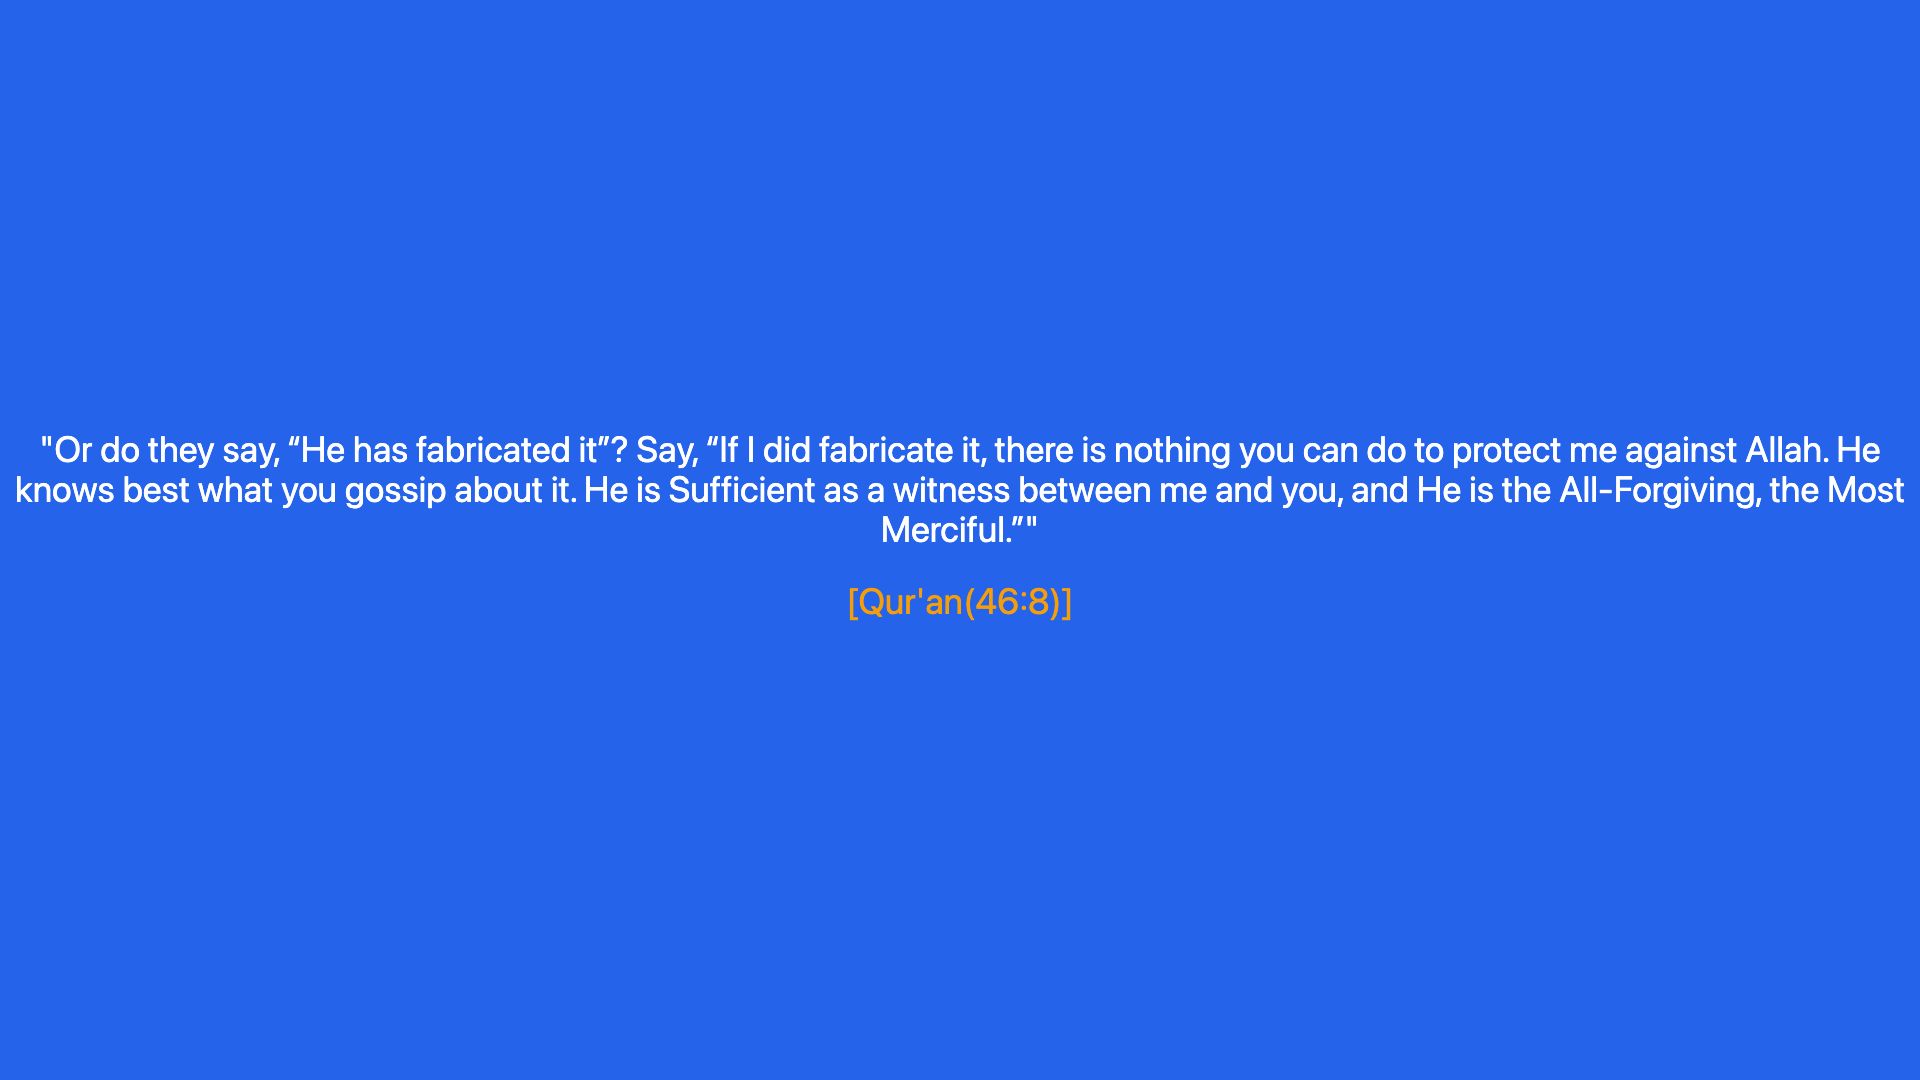 "Or do they say, “He has fabricated it”? Say, “If I did fabricate it, there is nothing you can do to protect me against Allah. He
knows best what you gossip about it. He is Sufficient as a witness between me and you, and He is the All-Forgiving, the Most
Merciful.”"
[Qur'an(46:8)]